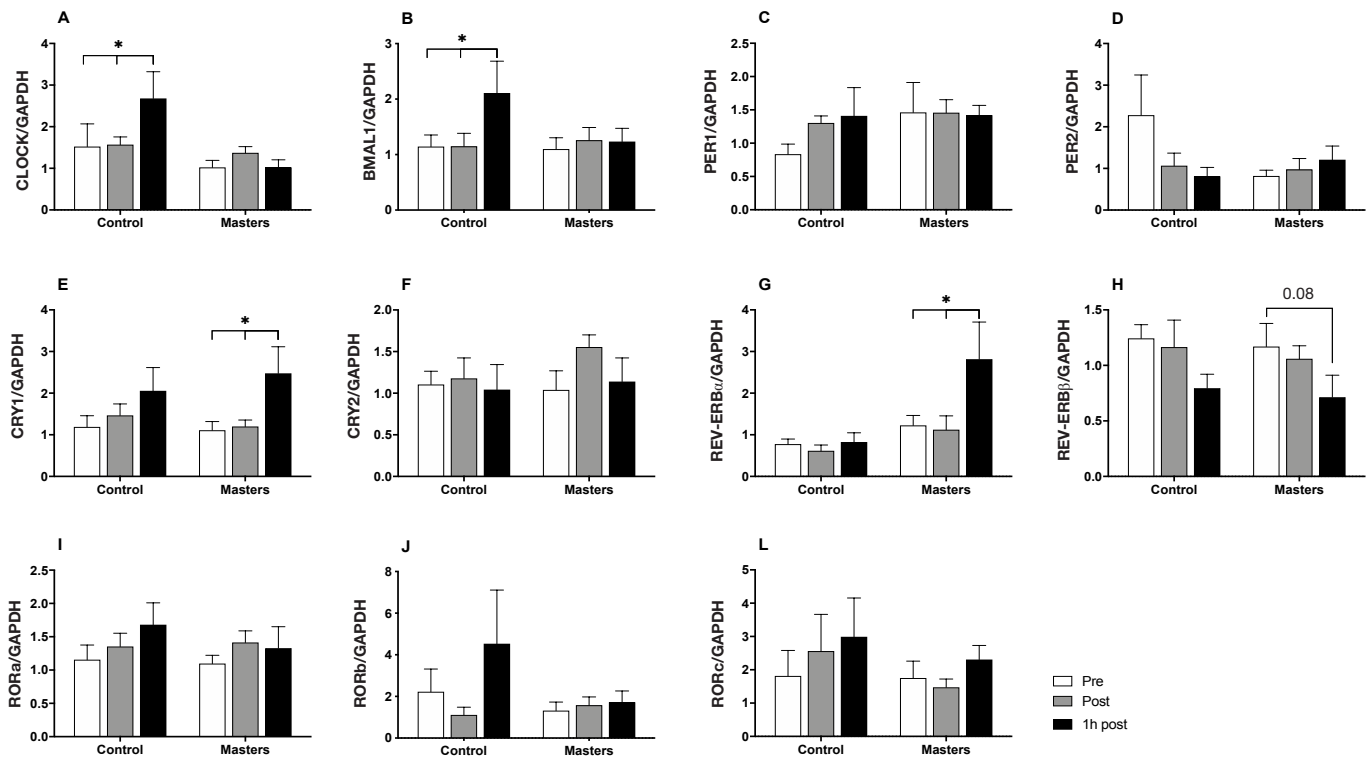 A
CLOCK/GAPDH
4
3
2
1
0
*
Control
Masters
B
BMAL1/GAPDH
3
2
1
0
*
Control
Masters
C
PER1/GAPDH
2.5
2.0
1.5
1.0
0.5
0.0
Control
Masters
D
PER2/GAPDH
4
3
2
1
0
Control
Masters
E
CRY1/GAPDH
4
3
2
1
0
*
Control
Masters
F
CRY2/GAPDH
2.0
1.5
1.0
0.5
0.0
Control
Masters
G
REV-ERBα/GAPDH
4
3
2
1
0
*
Control
Masters
H
REV-ERBβ/GAPDH
1.5
1.0
0.5
0.0
0.08
Control
Masters
I
RORa/GAPDH
2.5
2.0
1.5
1.0
0.5
0.0
Control
Masters
J
RORb/GAPDH
8
6
4
2
0
Control
Masters
L
RORc/GAPDH
5
4
3
2
1
0
Control
Masters
Pre
Post
1h post